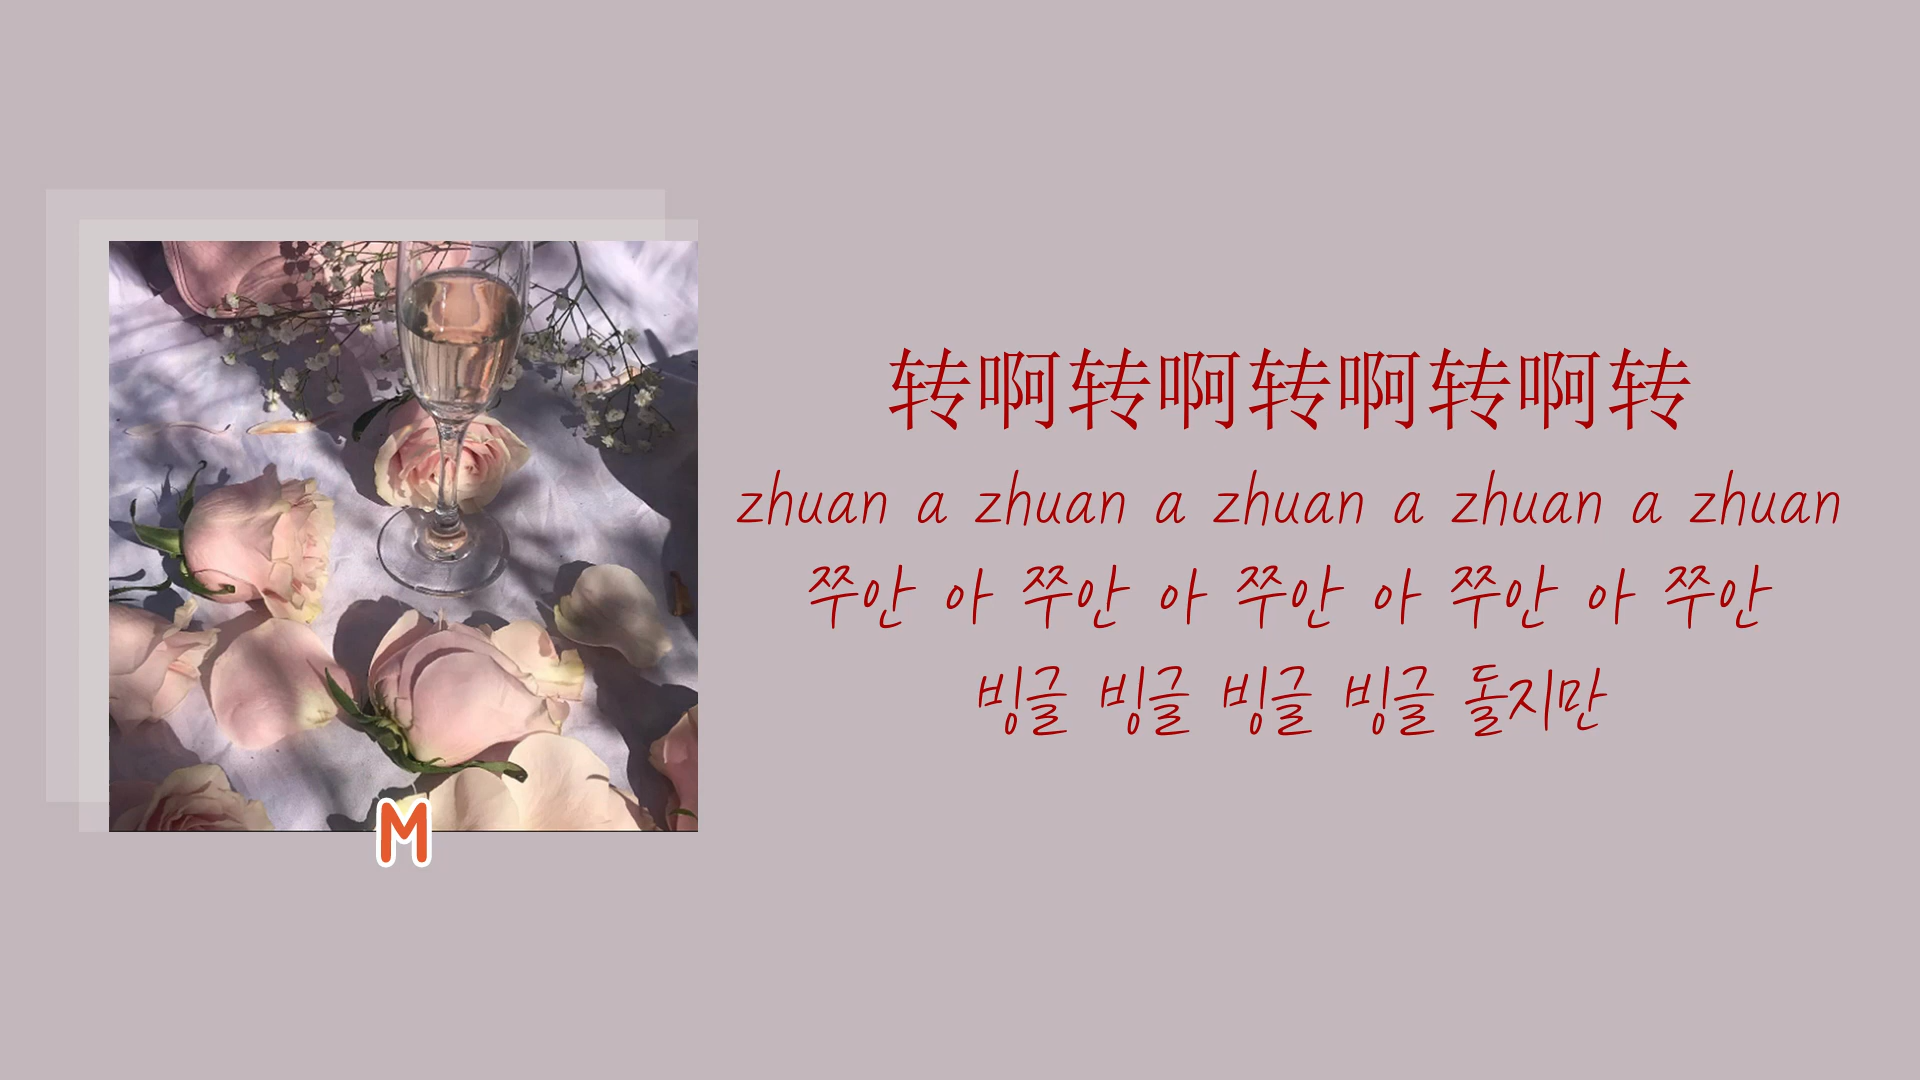 转啊转啊转啊转啊转
zhuan a zhuan a zhuan a zhuan a zhuan
쭈안 아 쭈안 아 쭈안 아 쭈안 아 쭈안
빙글 빙글 빙글 빙글 돌지만
M